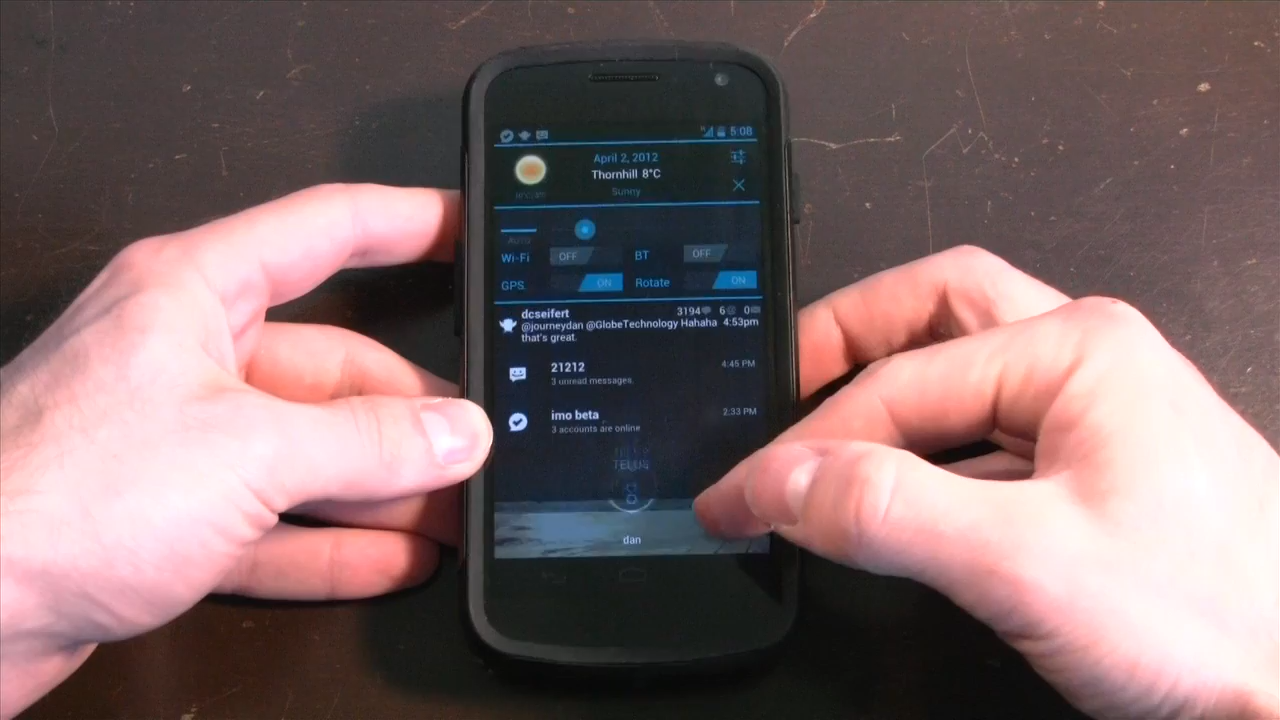 5:08
April 2, 2012
Thornhill 8°C
Sunny
Auto
Wi-Fi OFF BT OFF
GPS ON Rotate ON
dcseifert 3194 6 0
@journeydan @GlobeTechnology Hahaha 4:53pm
that's great.
21212 4:45 PM
3 unread messages.
imo beta 2:33 PM
3 accounts are online
TELUS
dan